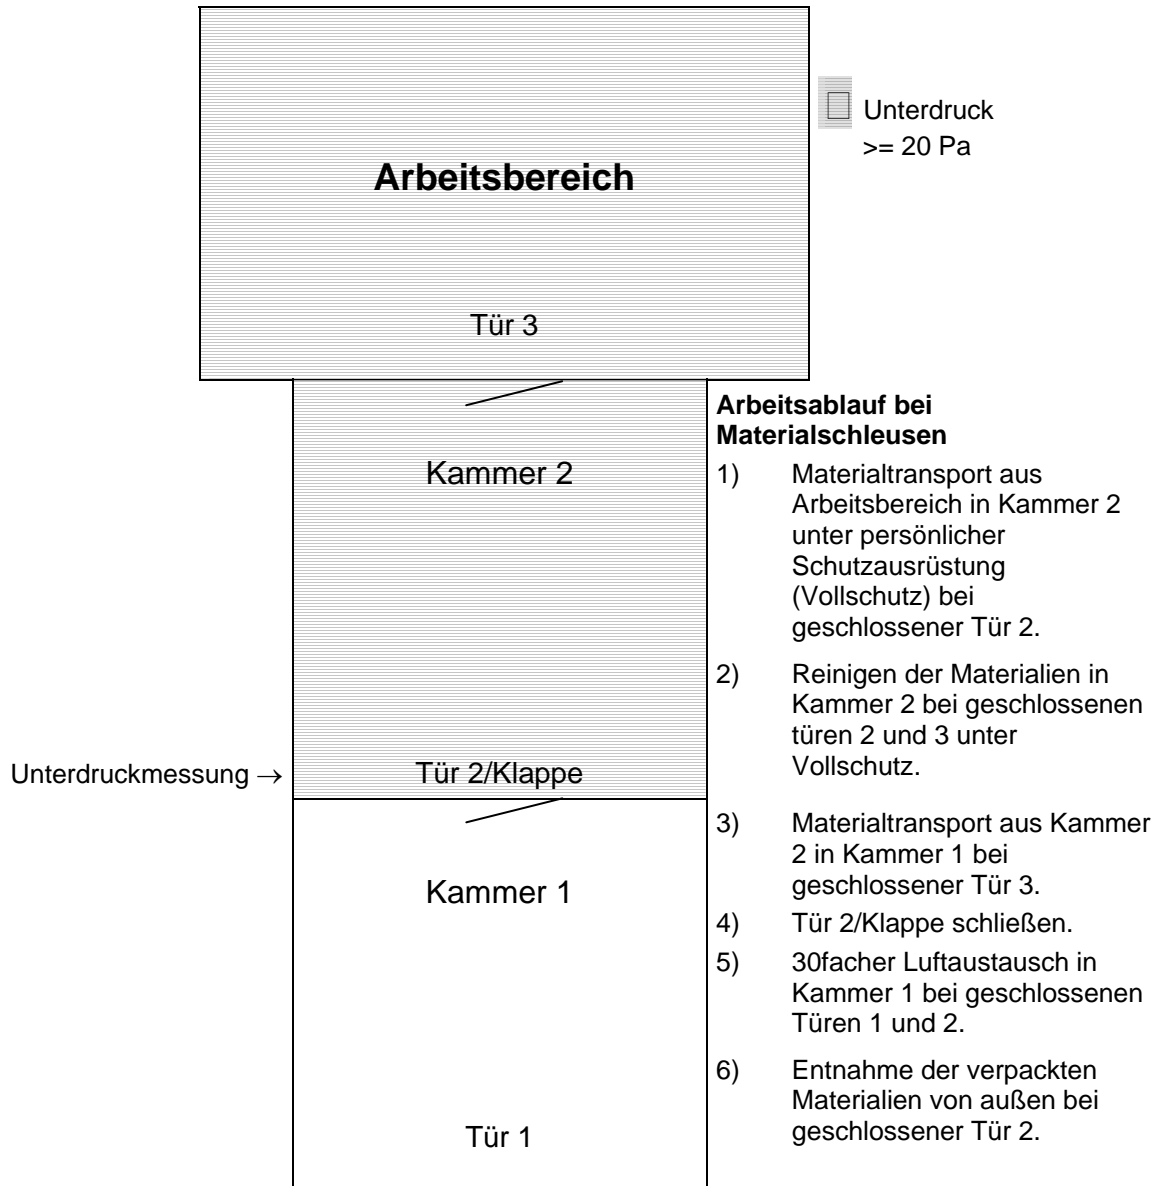 Arbeitsbereich
Unterdruck
>= 20 Pa
Tür 3
Kammer 2
Unterdruckmessung →
Tür 2/Klappe
Kammer 1
Tür 1
Arbeitsablauf bei
Materialschleusen
1) Materialtransport aus
Arbeitsbereich in Kammer 2
unter persönlicher
Schutzausrüstung
(Vollschutz) bei
geschlossener Tür 2.
2) Reinigen der Materialien in
Kammer 2 bei geschlossenen
türen 2 und 3 unter
Vollschutz.
3) Materialtransport aus Kammer
2 in Kammer 1 bei
geschlossener Tür 3.
4) Tür 2/Klappe schließen.
5) 30facher Luftaustausch in
Kammer 1 bei geschlossenen
Türen 1 und 2.
6) Entnahme der verpackten
Materialien von außen bei
geschlossener Tür 2.